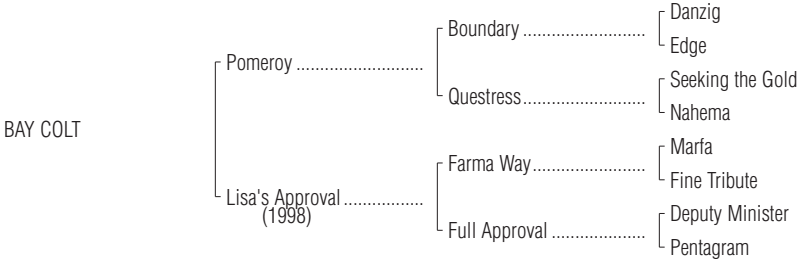 Danzig
Boundary ..........................
Edge
Pomeroy ...........................
Seeking the Gold
Questress..........................
Nahema
BAY COLT
Marfa
Farma Way........................
Fine Tribute
Lisa's Approval .................
(1998)
Deputy Minister
Full Approval ....................
Pentagram